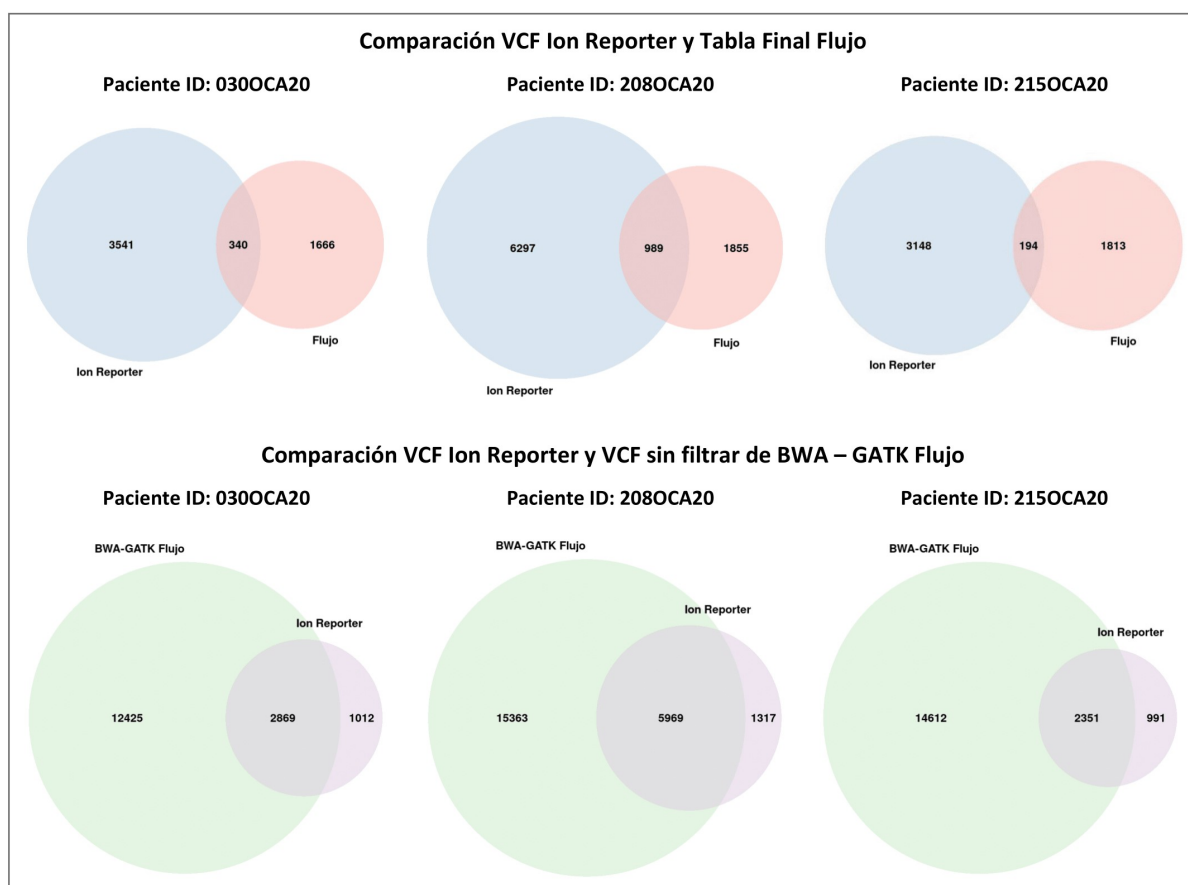 Comparación VCF Ion Reporter y Tabla Final Flujo
Paciente ID: 030OCA20
Paciente ID: 208OCA20
Paciente ID: 215OCA20
3541
340
1666
Flujo
Ion Reporter
6297
989
1855
Flujo
Ion Reporter
3148
194
1813
Flujo
Ion Reporter
Comparación VCF Ion Reporter y VCF sin filtrar de BWA – GATK Flujo
Paciente ID: 030OCA20
Paciente ID: 208OCA20
Paciente ID: 215OCA20
BWA-GATK Flujo
Ion Reporter
12425
2869
1012
BWA-GATK Flujo
Ion Reporter
15363
5969
1317
BWA-GATK Flujo
Ion Reporter
14612
2351
991